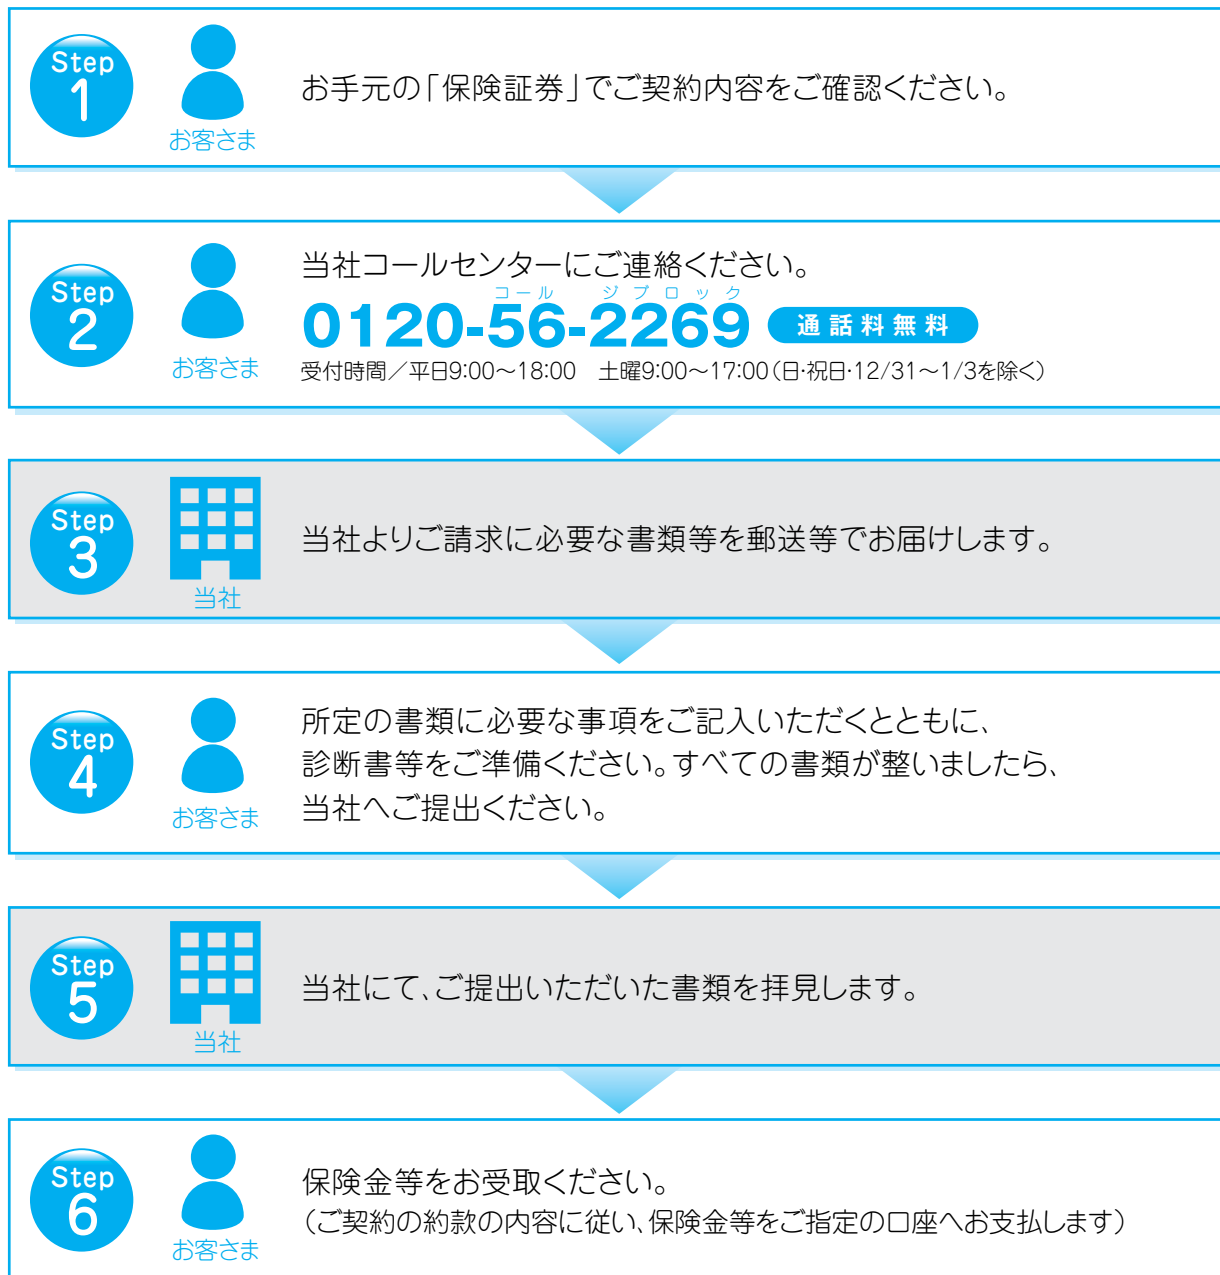 Step
1
お客さま
お手元の「保険証券」でご契約内容をご確認ください。
Step
2
お客さま
当社コールセンターにご連絡ください。
コール ジブロック
0120-56-2269 通話料無料
受付時間／平日9:00～18:00 土曜9:00～17:00(日・祝日・12/31～1/3を除く)
Step
3
当社
当社よりご請求に必要な書類等を郵送等でお届けします。
Step
4
お客さま
所定の書類に必要な事項をご記入いただくとともに、
診断書等をご準備ください。すべての書類が整いましたら、
当社へご提出ください。
Step
5
当社
当社にて、ご提出いただいた書類を拝見します。
Step
6
お客さま
保険金等をお受取ください。
(ご契約の約款の内容に従い、保険金等をご指定の口座へお支払します)